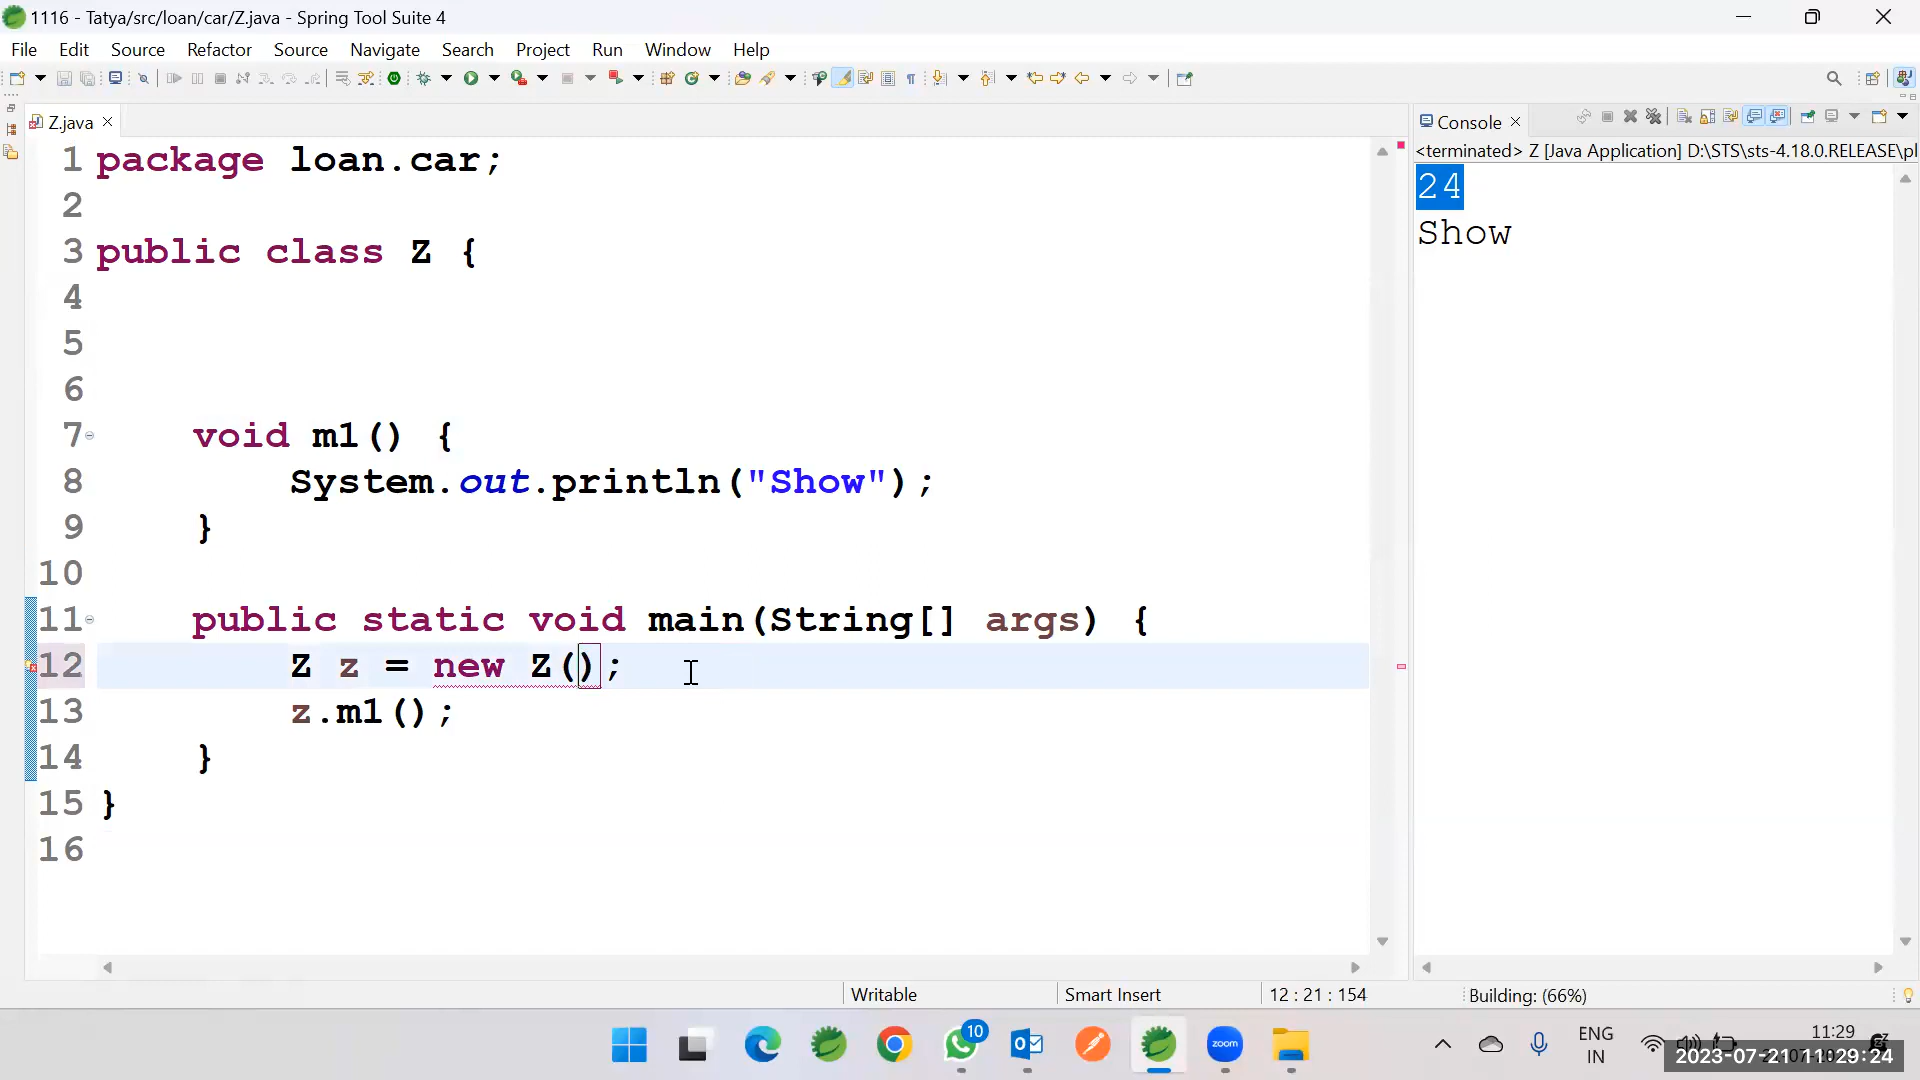 1116 - Tatya/src/loan/car/Z.java - Spring Tool Suite 4
File Edit Source Refactor Source Navigate Search Project Run Window Help
Z.java
1 package loan.car;
2
3 public class Z {
4
5
6
7 void m1() {
8 System.out.println("Show");
9 }
10
11 public static void main(String[] args) {
12 Z z = new Z();
13 z.m1();
14 }
15 }
16
Console
<terminated> Z [Java Application] D:\STS\sts-4.18.0.RELEASE\pl
24
Show
Writable Smart Insert 12 : 21 : 154 Building: (66%)
10
zoom
ENG
IN
11:29
2023-07-21 11:29:24